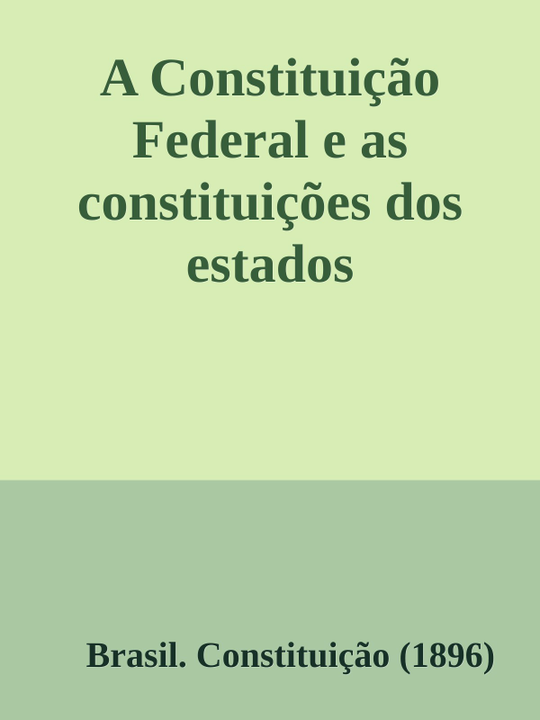 A Constituição
Federal e as
constituições dos
estados
Brasil. Constituição (1896)